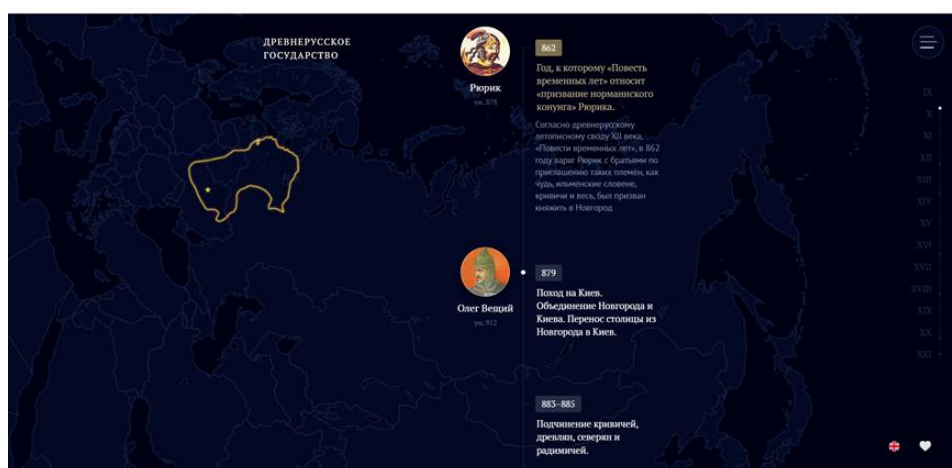 ДРЕВНЕРУССКОЕ
ГОСУДАРСТВО
Рюрик
ум. 879
862
Год, к которому «Повесть
временных лет» относит
«призвание норманнского
конунга» Рюрика.
Согласно древнерусскому
летописному своду XII века,
«Повести временных лет», в 862
году варяг Рюрик с братьями по
приглашению таких племён, как
чудь, ильменские словене,
кривичи и весь, был призван
княжить в Новгород
Олег Вещий
ум. 912
879
Поход на Киев.
Объединение Новгорода и
Киева. Перенос столицы из
Новгорода в Киев.
883–885
Подчинение кривичей,
древлян, северян и
радимичей.
IX
X
XI
XII
XIII
XIV
XV
XVI
XVII
XVIII
XIX
XX
XXI